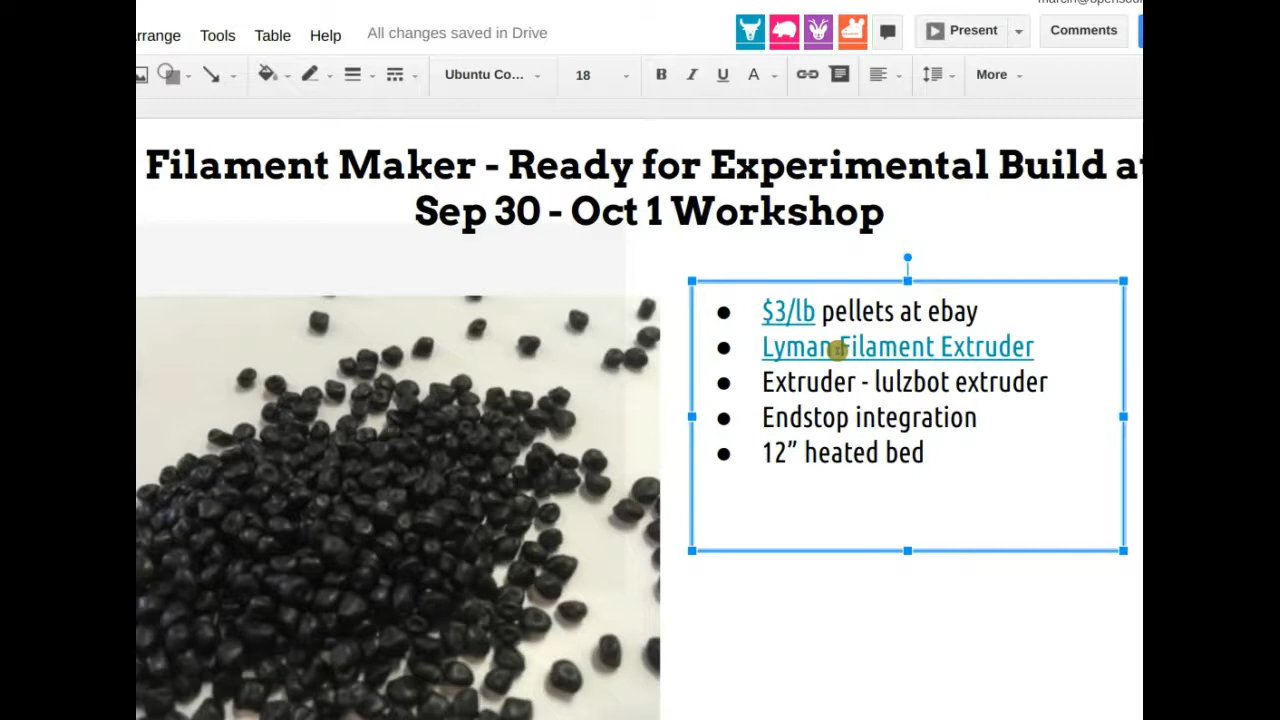 rrange Tools Table Help All changes saved in Drive Present Comments
Ubuntu Co... 18 B I U A More
Filament Maker - Ready for Experimental Build at
Sep 30 - Oct 1 Workshop
● $3/lb pellets at ebay
● Lyman Filament Extruder
● Extruder - lulzbot extruder
● Endstop integration
● 12” heated bed